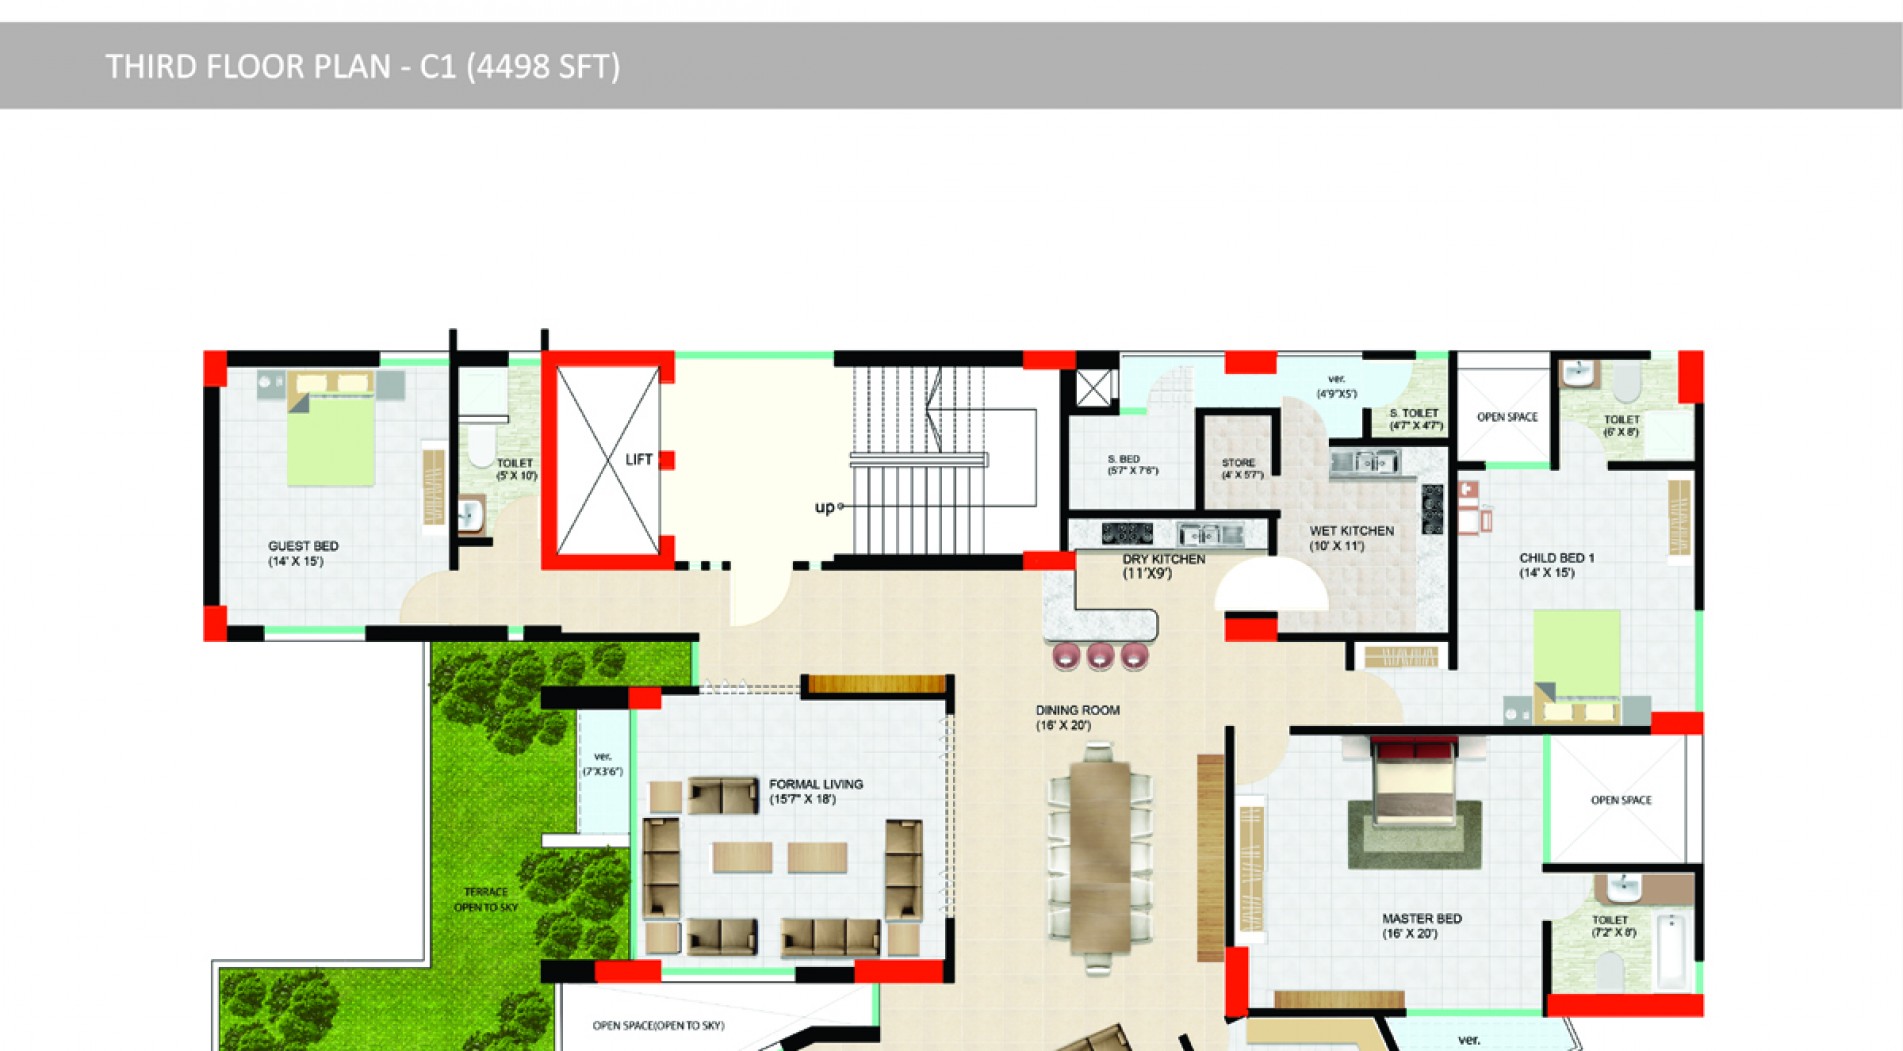 THIRD FLOOR PLAN - C1 (4498 SFT)
ver.
(4'9"X5')
S. TOILET
(4'7" X 4'7")
OPEN SPACE
TOILET
(6' X 8')
LIFT
TOILET
(5' X 10')
S. BED
(5'7" X 7'6")
STORE
(4' X 5'7")
up
GUEST BED
(14' X 15')
WET KITCHEN
(10' X 11')
DRY KITCHEN
(11'X9')
CHILD BED 1
(14' X 15')
DINING ROOM
(16' X 20')
ver.
(7'X3'6")
FORMAL LIVING
(15'7" X 18')
OPEN SPACE
TERRACE
OPEN TO SKY
MASTER BED
(16' X 20')
TOILET
(7'2" X 8')
OPEN SPACE(OPEN TO SKY)
ver.